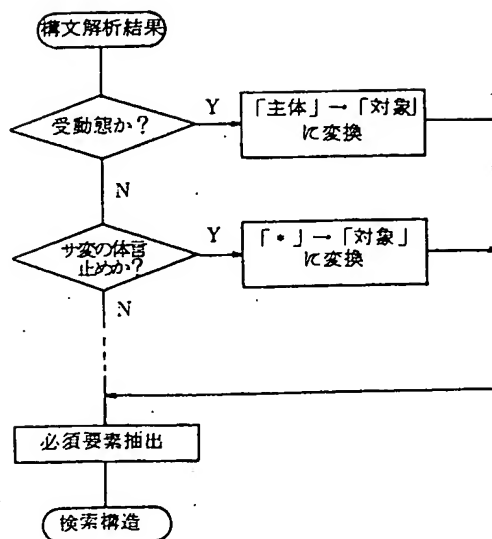 構文解析結果
受動態か?
Y
「主体」→「対象」
に変換
N
サ変の体言
止めか?
Y
「*」→「対象」
に変換
N
必須要素抽出
検索構造